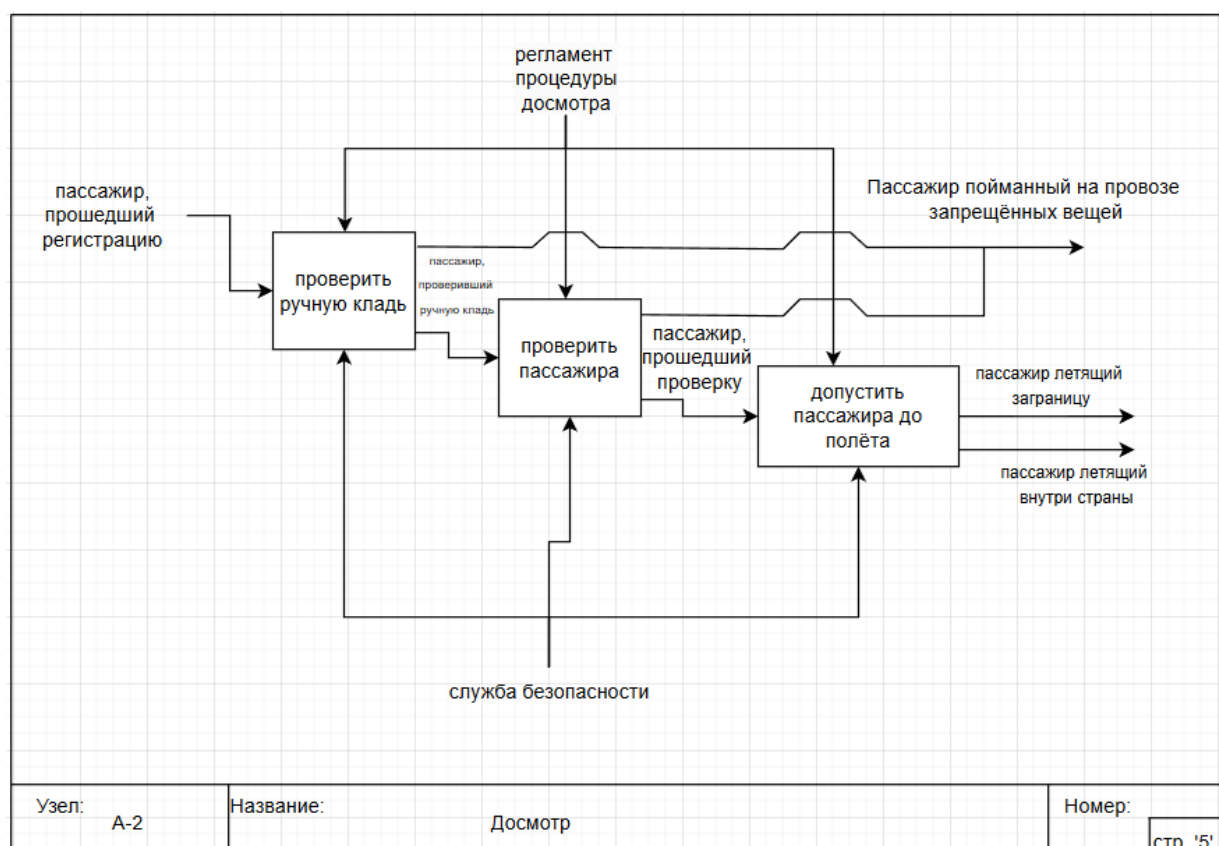 регламент
процедуры
досмотра
пассажир,
прошедший
регистрацию
Пассажир пойманный на провозе
запрещённых вещей
проверить
ручную кладь
пассажир,
проверивший
ручную кладь
проверить
пассажира
пассажир,
прошедший
проверку
допустить
пассажира до
полёта
пассажир летящий
заграницу
пассажир летящий
внутри страны
служба безопасности
Узел:
А-2
Название:
Досмотр
Номер:
стр. '5'